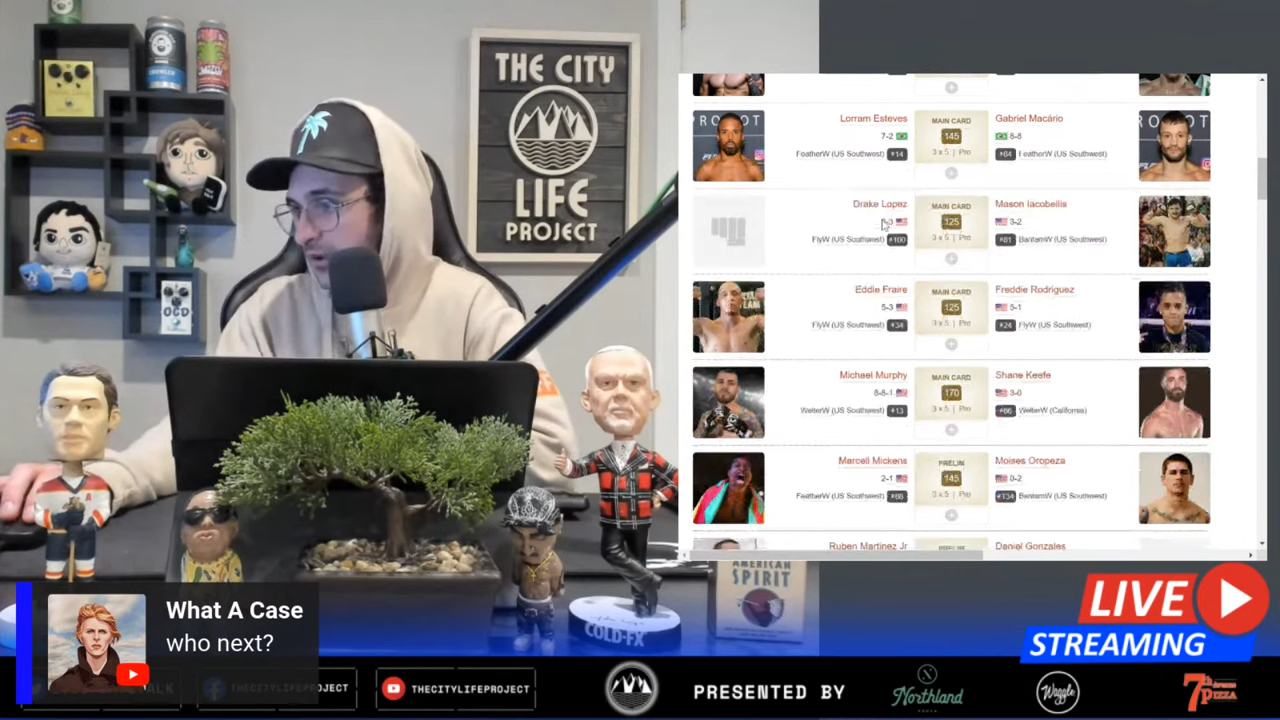 THE CITY
LIFE
PROJECT
OCD
Lorram Esteves
7-2
FeatherW (US Southwest) #14
MAIN CARD
145
3 x 5 | Pro
Gabriel Macário
8-8
#64 FeatherW (US Southwest)
Drake Lopez
FlyW (US Southwest) #100
MAIN CARD
125
3 x 5 | Pro
Mason Iacobellis
3-2
#81 BantamW (US Southwest)
Eddie Fraire
5-3
FlyW (US Southwest) #34
MAIN CARD
125
3 x 5 | Pro
Freddie Rodriguez
5-1
#24 FlyW (US Southwest)
Michael Murphy
8-8-1
WelterW (US Southwest) #13
MAIN CARD
170
3 x 5 | Pro
Shane Keefe
3-0
#66 WelterW (California)
Marcell Mickens
2-1
FeatherW (US Southwest) #68
PRELIM
145
3 x 5 | Pro
Moises Oropeza
0-2
#134 BantamW (US Southwest)
Ruben Martinez Jr
Daniel Gonzales
AMERICAN
SPIRIT
COLD-FX
What A Case
who next?
LIVE
STREAMING
THECITYLIFEPROJECT
THECITYLIFEPROJECT
PRESENTED BY
Northland
Waggle
7th Avenue
PIZZA